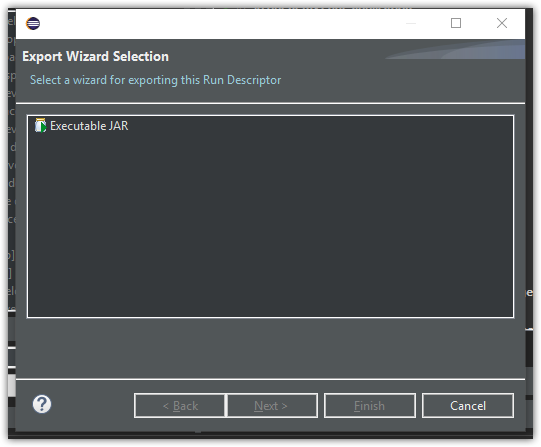 Export Wizard Selection
Select a wizard for exporting this Run Descriptor
Executable JAR
?
< Back
Next >
Finish
Cancel